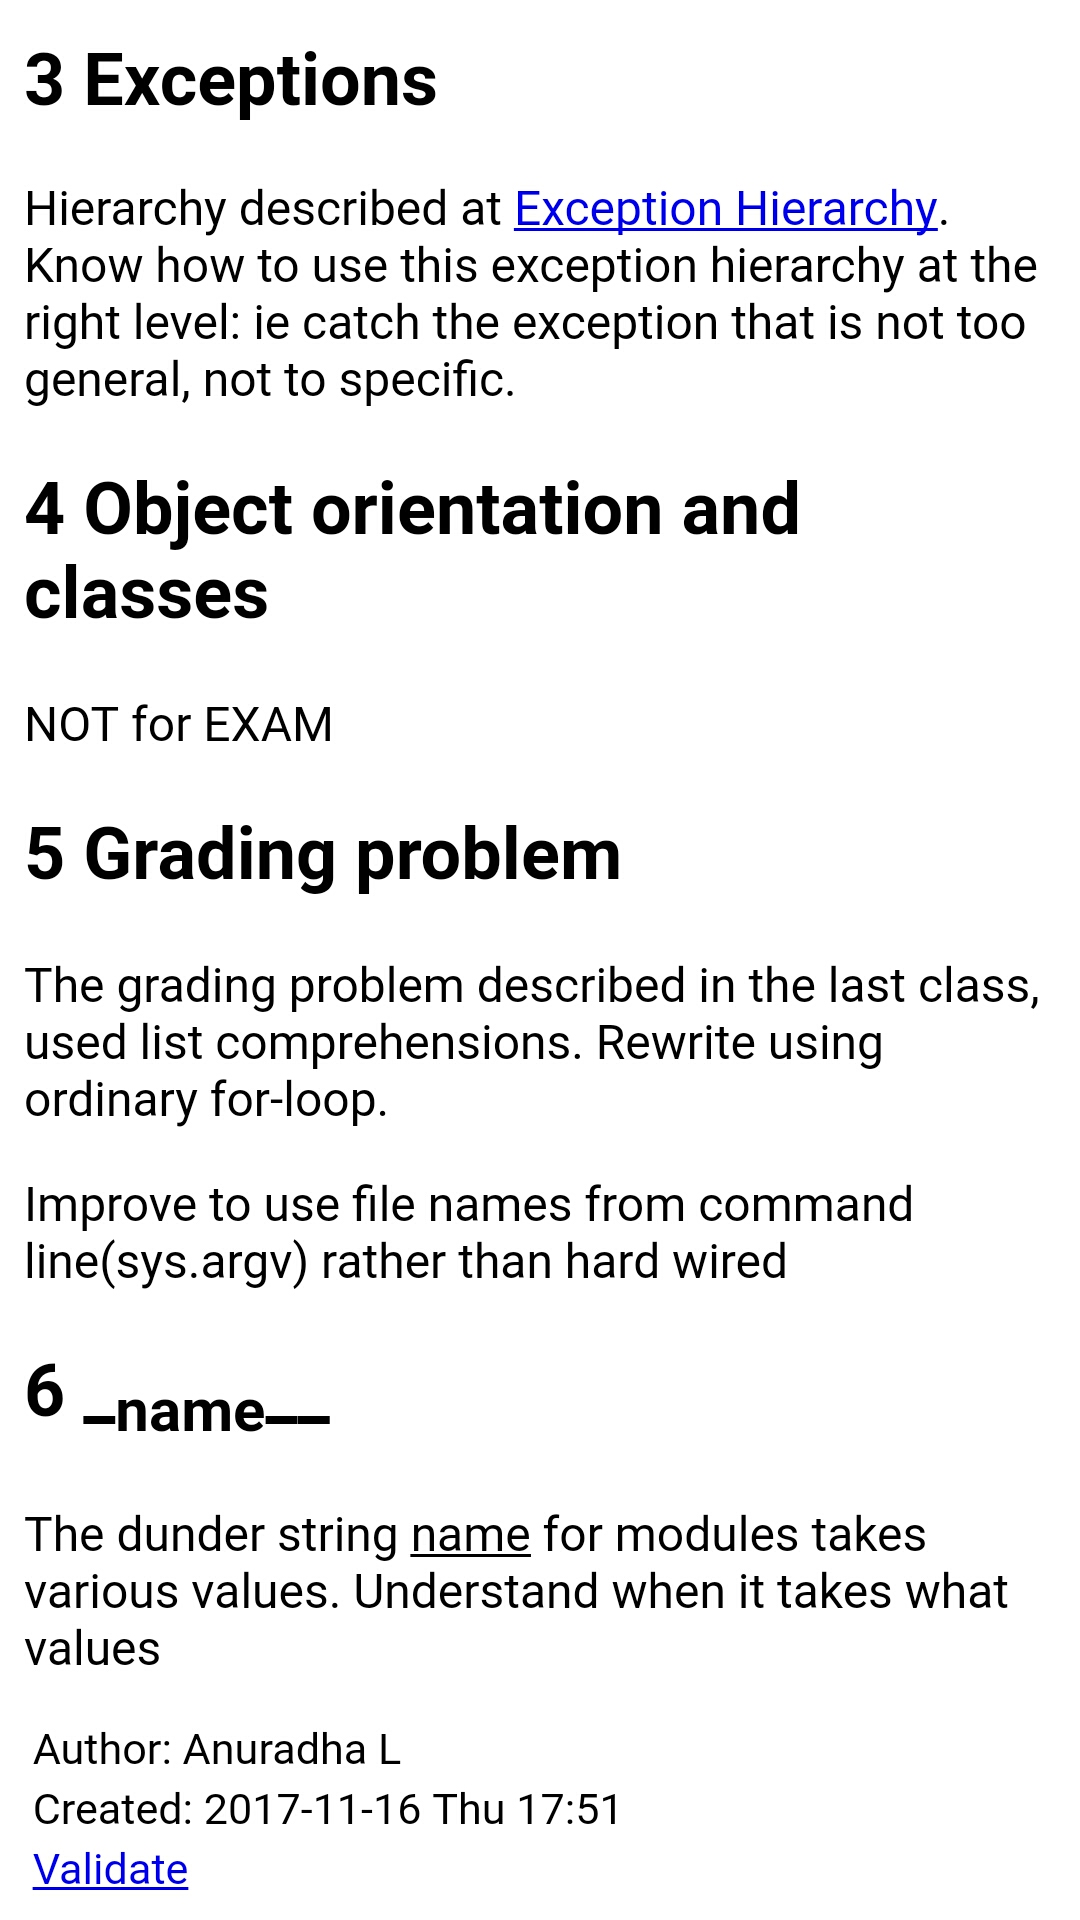 3 Exceptions
Hierarchy described at Exception Hierarchy.
Know how to use this exception hierarchy at the
right level: ie catch the exception that is not too
general, not to specific.
4 Object orientation and
classes
NOT for EXAM
5 Grading problem
The grading problem described in the last class,
used list comprehensions. Rewrite using
ordinary for-loop.
Improve to use file names from command
line(sys.argv) rather than hard wired
6 _name__
The dunder string name for modules takes
various values. Understand when it takes what
values
Author: Anuradha L
Created: 2017-11-16 Thu 17:51
Validate